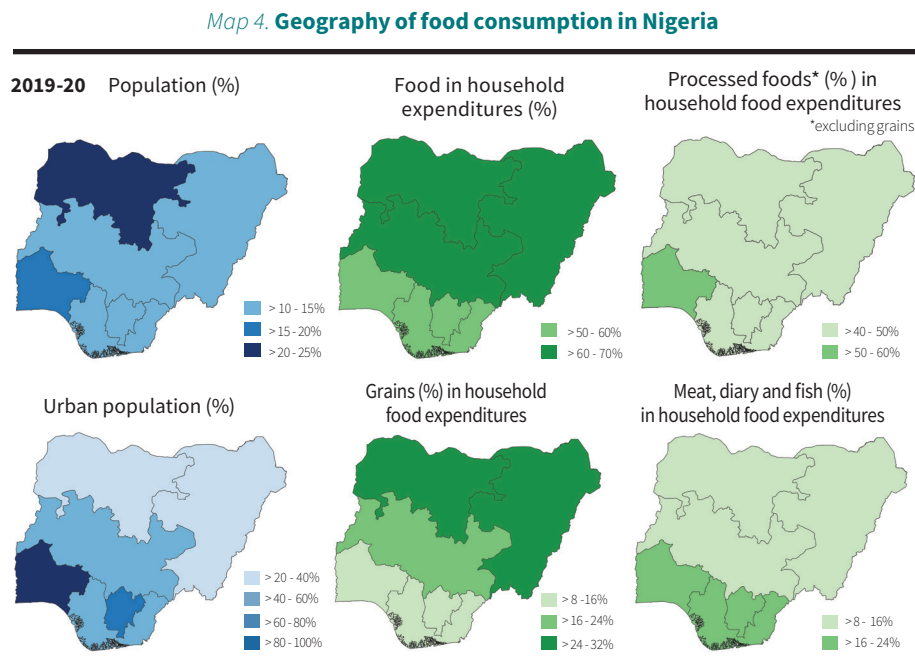 Map 4. Geography of food consumption in Nigeria
2019-20
Population (%)
> 10 - 15%
>15 - 20%
>20 - 25%
Food in household
expenditures (%)
>50 - 60%
>60 - 70%
Processed foods* (% ) in
household food expenditures
*excluding grains
>40 - 50%
>50 - 60%
Urban population (%)
> 20 - 40%
>40 - 60%
>60 - 80%
>80 - 100%
Grains (%) in household
food expenditures
>8 -16%
>16 - 24%
>24 - 32%
Meat, diary and fish (%)
in household food expenditures
>8 - 16%
>16 - 24%